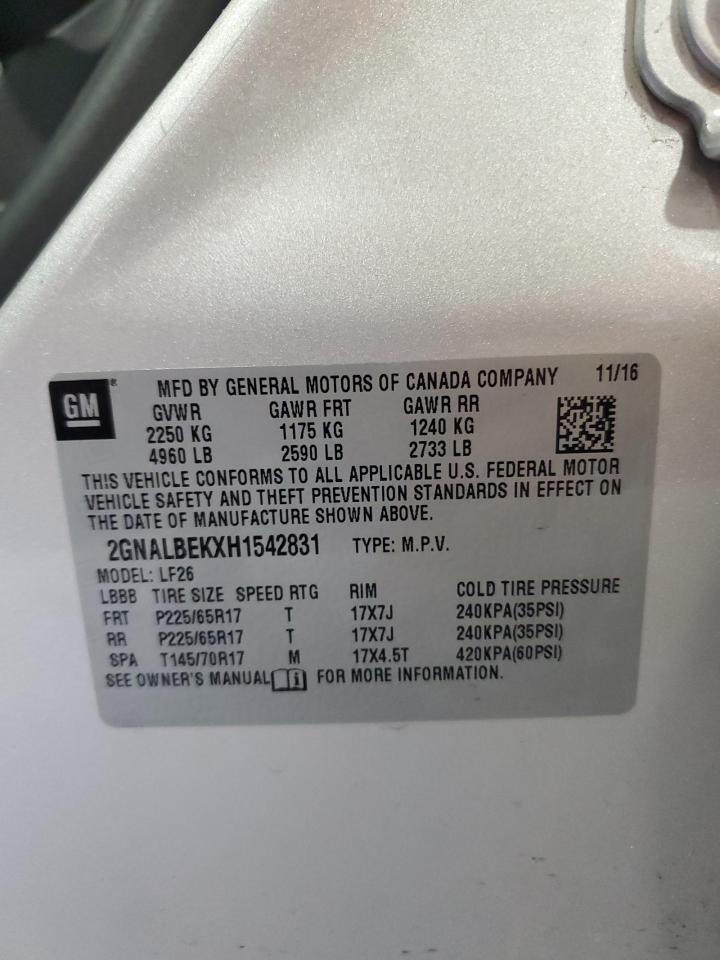 GM®
MFD BY GENERAL MOTORS OF CANADA COMPANY 11/16
GVWR GAWR FRT GAWR RR
2250 KG 1175 KG 1240 KG
4960 LB 2590 LB 2733 LB
THIS VEHICLE CONFORMS TO ALL APPLICABLE U.S. FEDERAL MOTOR
VEHICLE SAFETY AND THEFT PREVENTION STANDARDS IN EFFECT ON
THE DATE OF MANUFACTURE SHOWN ABOVE.
2GNALBEKXH1542831 TYPE: M.P.V.
MODEL: LF26
LBBB TIRE SIZE SPEED RTG RIM COLD TIRE PRESSURE
FRT P225/65R17 T 17X7J 240KPA(35PSI)
RR P225/65R17 T 17X7J 240KPA(35PSI)
SPA T145/70R17 M 17X4.5T 420KPA(60PSI)
SEE OWNER'S MANUAL FOR MORE INFORMATION.